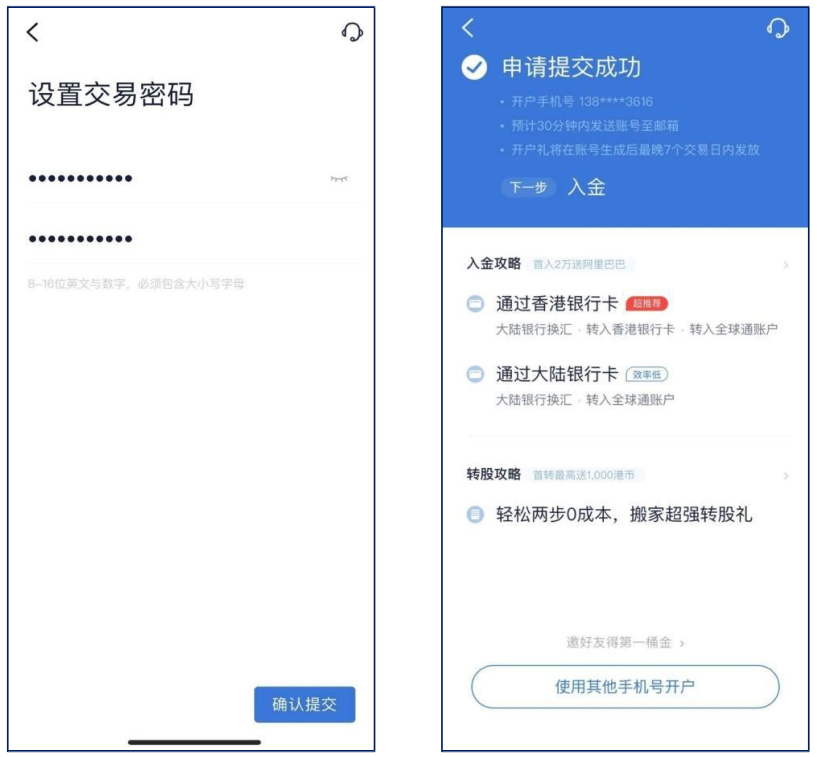 设置交易密码
•••••••••••
•••••••••••
8-16位英文与数字，必须包含大小写字母
确认提交
申请提交成功
• 开户手机号 138****3616
• 预计30分钟内发送账号至邮箱
• 开户礼将在账号生成后最晚7个交易日内发放
下一步 入金
入金攻略 首入2万送阿里巴巴
通过香港银行卡 超推荐
大陆银行换汇 · 转入香港银行卡 · 转入全球通账户
通过大陆银行卡 效率低
大陆银行换汇 · 转入全球通账户
转股攻略 首转最高送1,000港币
轻松两步0成本，搬家超强转股礼
邀好友得第一桶金 >
使用其他手机号开户